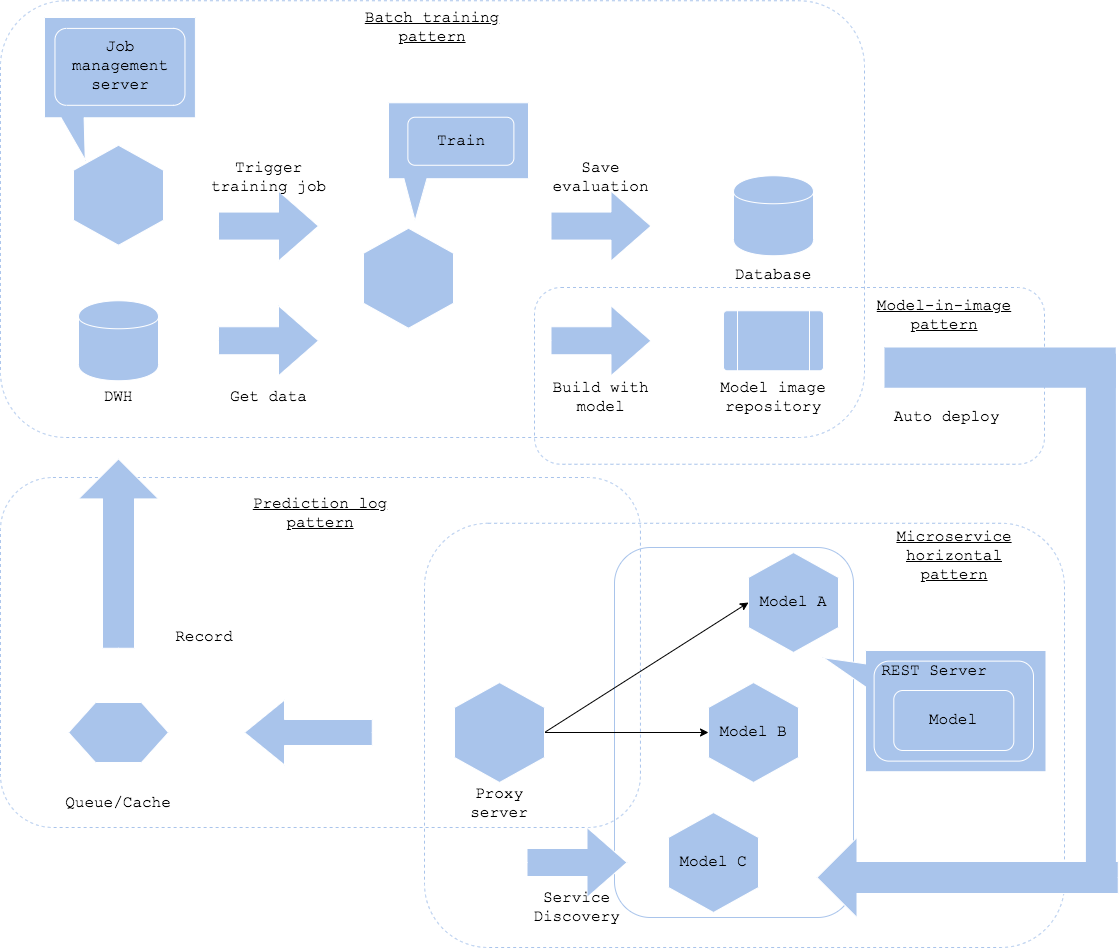 Batch training
pattern
Job
management
server
Train
Trigger
training job
Save
evaluation
Database
DWH
Get data
Build with
model
Model image
repository
Model-in-image
pattern
Auto deploy
Prediction log
pattern
Microservice
horizontal
pattern
Model A
Record
REST Server
Model
Model B
Queue/Cache
Proxy
server
Model C
Service
Discovery